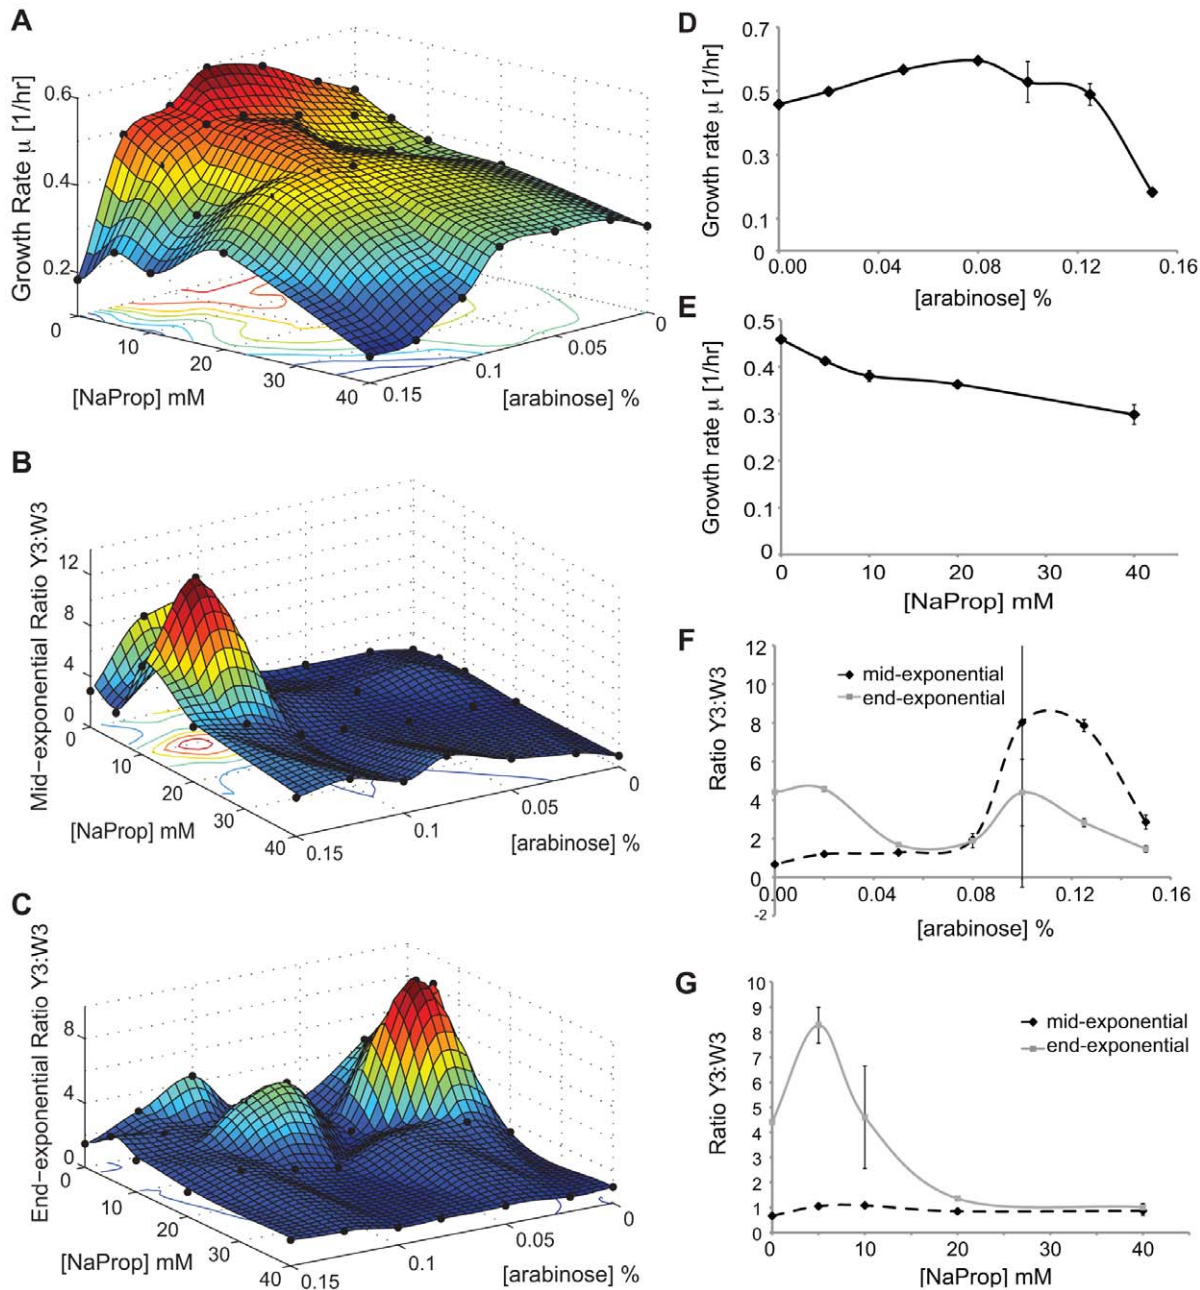 A
Growth Rate μ [1/hr]
0.6
0.4
0.2
0
10
20
30
40
[NaProp] mM
0.15
0.1
0.05
0
[arabinose] %
B
Mid−exponential Ratio Y3:W3
12
8
4
0
0
10
20
30
40
[NaProp] mM
0.15
0.1
0.05
0
[arabinose] %
C
End−exponential Ratio Y3:W3
8
4
0
0
10
20
30
40
[NaProp] mM
0.15
0.1
0.05
0
[arabinose] %
D
Growth rate μ [1/hr]
0.7
0.5
0.3
0.1
0
0.00 0.04 0.08 0.12 0.16
[arabinose] %
E
Growth rate μ [1/hr]
0.5
0.4
0.3
0.2
0.1
0
0 10 20 30 40
[NaProp] mM
F
Ratio Y3:W3
12
10
8
6
4
2
0
-2
mid-exponential
end-exponential
0.00 0.04 0.08 0.12 0.16
[arabinose] %
G
Ratio Y3:W3
10
9
8
7
6
5
4
3
2
1
0
mid-exponential
end-exponential
0 10 20 30 40
[NaProp] mM